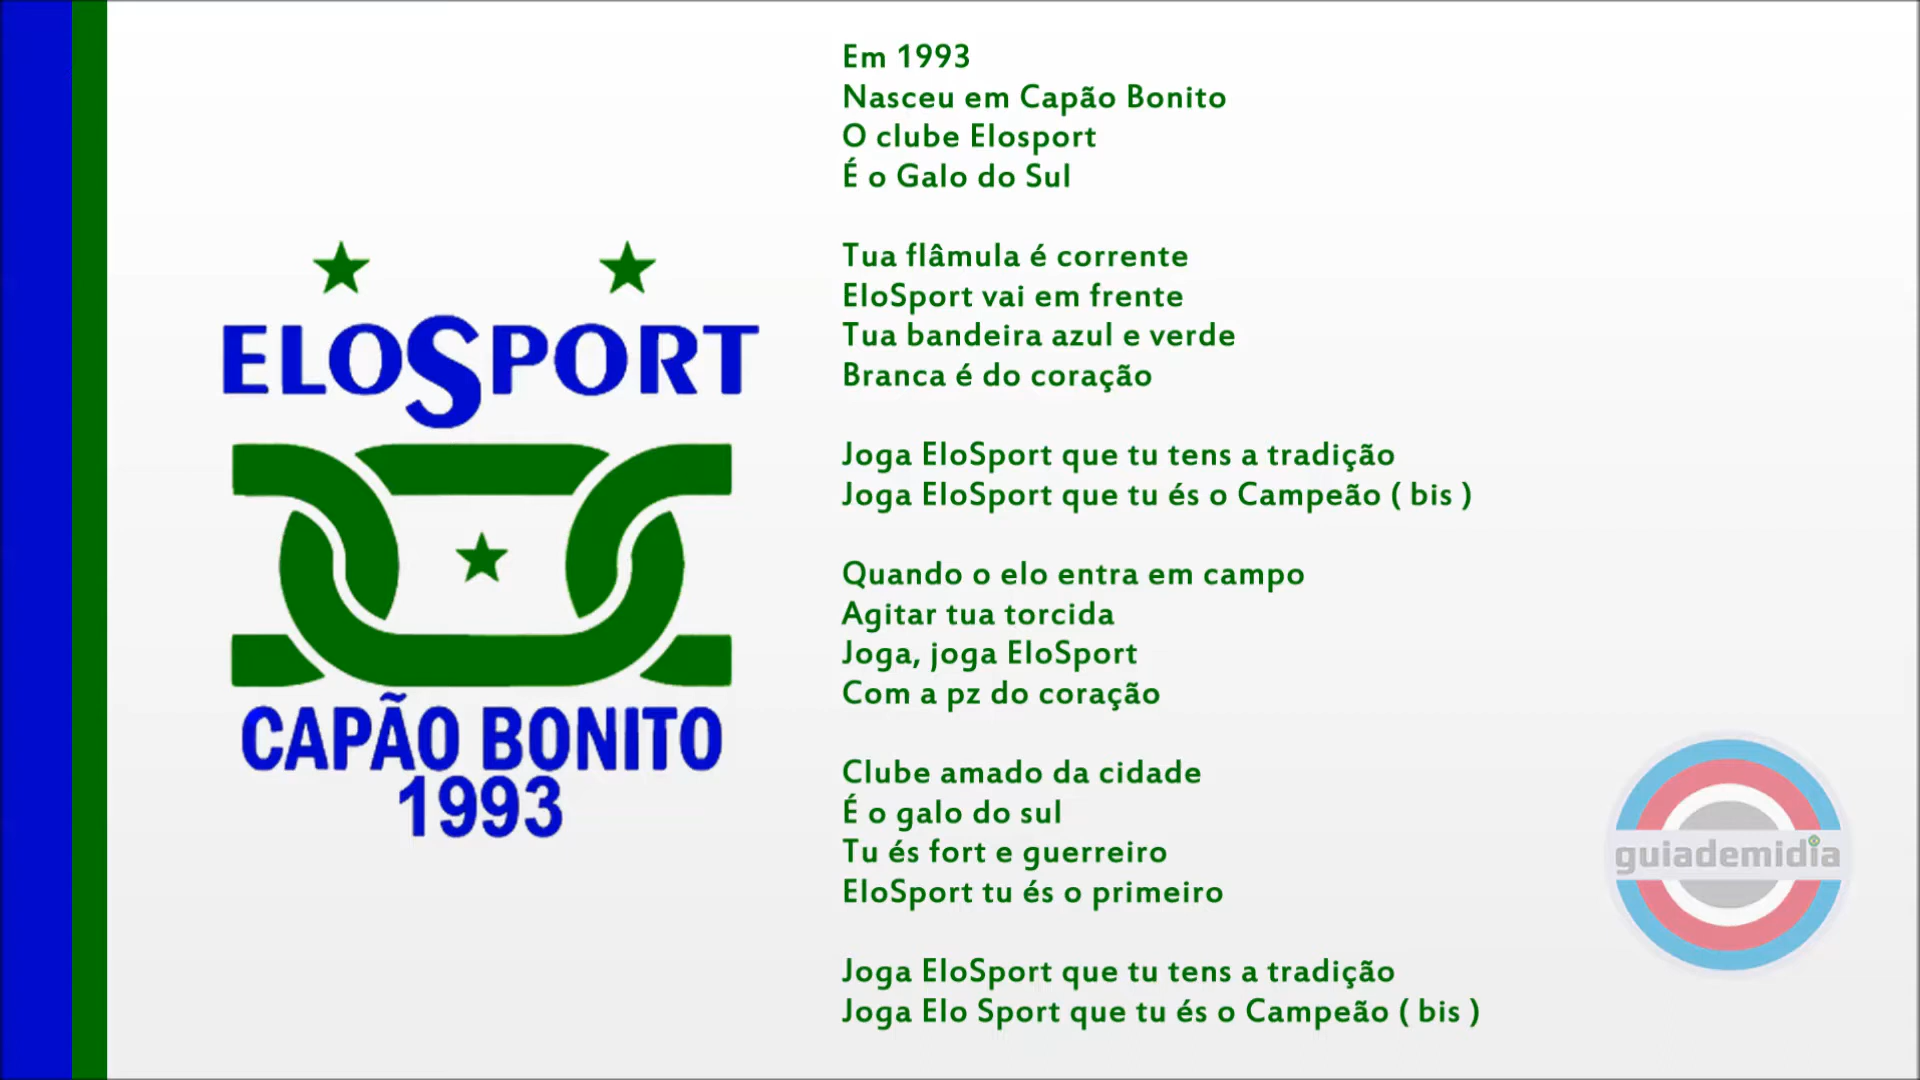 ELOSPORT
CAPÃO BONITO
1993
Em 1993
Nasceu em Capão Bonito
O clube Elosport
É o Galo do Sul
Tua flâmula é corrente
EloSport vai em frente
Tua bandeira azul e verde
Branca é do coração
Joga EloSport que tu tens a tradição
Joga EloSport que tu és o Campeão ( bis )
Quando o elo entra em campo
Agitar tua torcida
Joga, joga EloSport
Com a pz do coração
Clube amado da cidade
É o galo do sul
Tu és fort e guerreiro
EloSport tu és o primeiro
Joga EloSport que tu tens a tradição
Joga Elo Sport que tu és o Campeão ( bis )
guiademidia